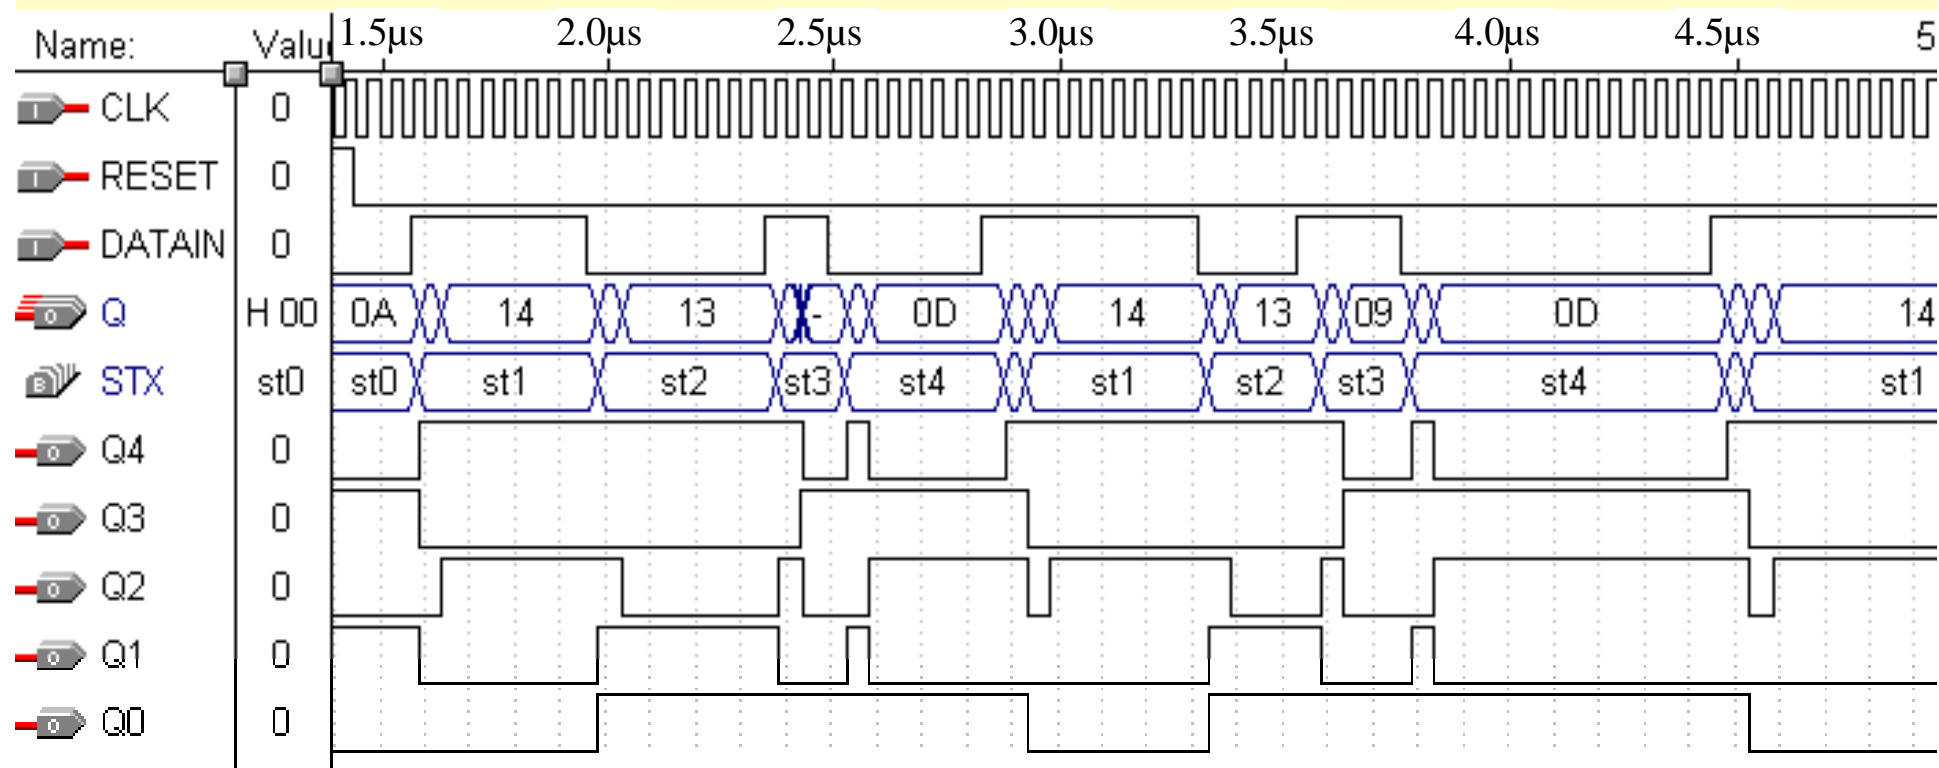 1.5μs 2.0μs 2.5μs 3.0μs 3.5μs 4.0μs 4.5μs 5
Name: Valu
I CLK 0
I RESET 0
I DATAIN 0
O Q H 00 0A 14 13 - 0D 14 13 09 0D 14
B STX st0 st0 st1 st2 st3 st4 st1 st2 st3 st4 st1
O Q4 0
O Q3 0
O Q2 0
O Q1 0
O Q0 0